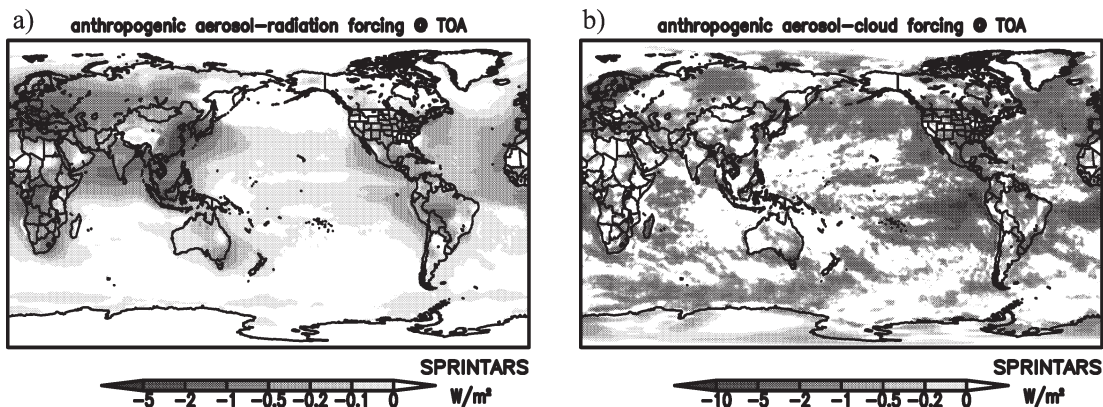 a) anthropogenic aerosol-radiation forcing @ TOA
SPRINTARS
-5 -2 -1 -0.5 -0.2 -0.1 0 W/m²
b) anthropogenic aerosol-cloud forcing @ TOA
SPRINTARS
-10 -5 -2 -1 -0.5 -0.2 0 W/m²